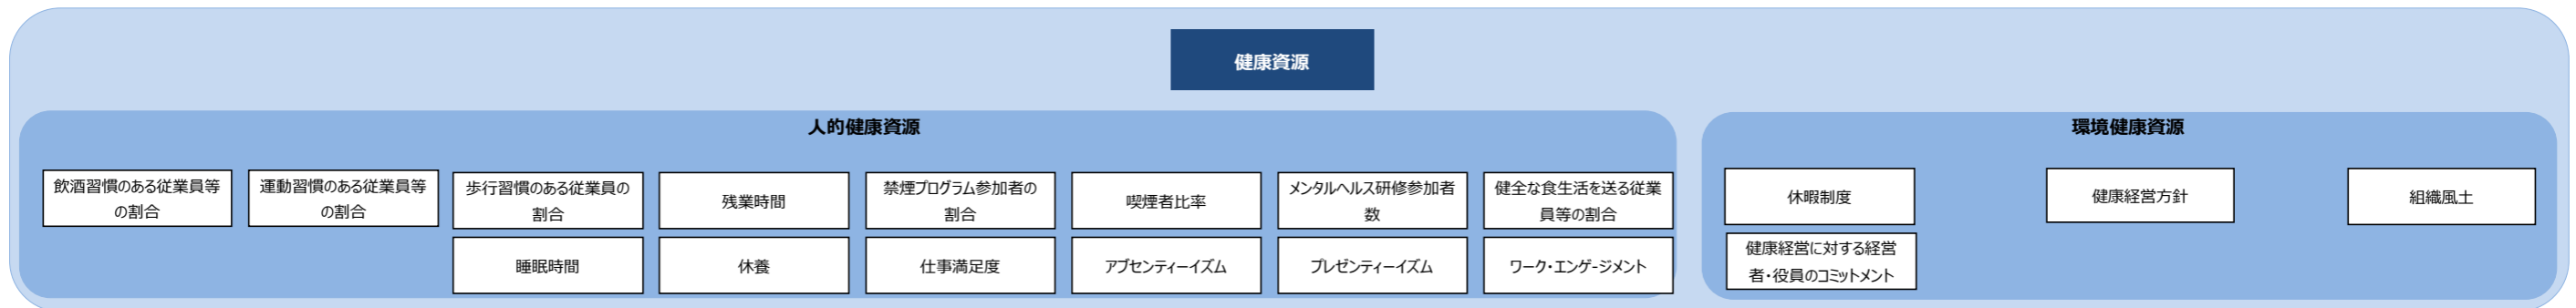 健康資源
人的健康資源
飲酒習慣のある従業員等
の割合
運動習慣のある従業員等
の割合
歩行習慣のある従業員の
割合
残業時間
禁煙プログラム参加者の
割合
喫煙者比率
メンタルヘルス研修参加者
数
健全な食生活を送る従業
員等の割合
睡眠時間
休養
仕事満足度
アブセンティーイズム
プレゼンティーイズム
ワーク・エンゲ-ジメント
環境健康資源
休暇制度
健康経営方針
組織風土
健康経営に対する経営
者・役員のコミットメント